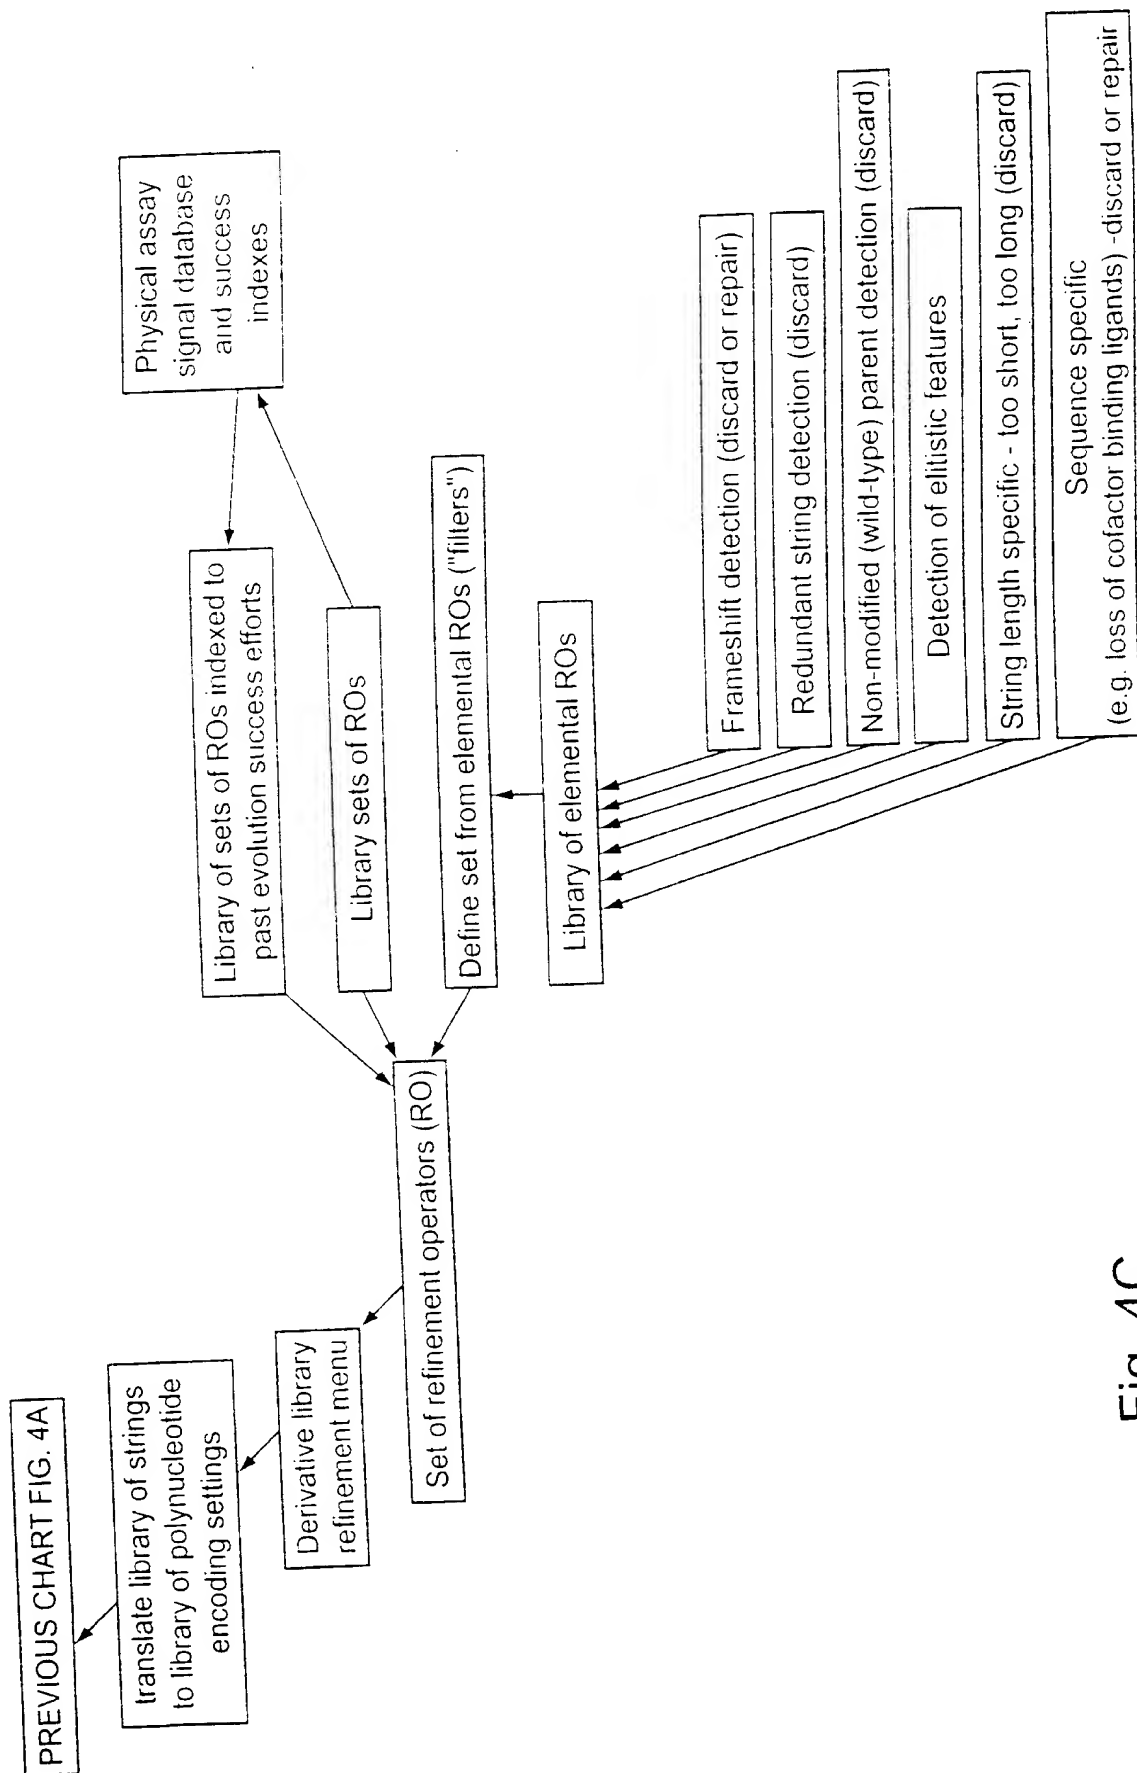 PREVIOUS CHART FIG. 4A
translate library of strings
to library of polynucleotide
encoding settings
Derivative library
refinement menu
Set of refinement operators (RO)
Library of sets of ROs indexed to
past evolution success efforts
Physical assay
signal database
and success
indexes
Library sets of ROs
Define set from elemental ROs ("filters")
Library of elemental ROs
Frameshift detection (discard or repair)
Redundant string detection (discard)
Non-modified (wild-type) parent detection (discard)
Detection of elitistic features
String length specific - too short, too long (discard)
Sequence specific
(e.g. loss of cofactor binding ligands) -discard or repair
Fig. 4C